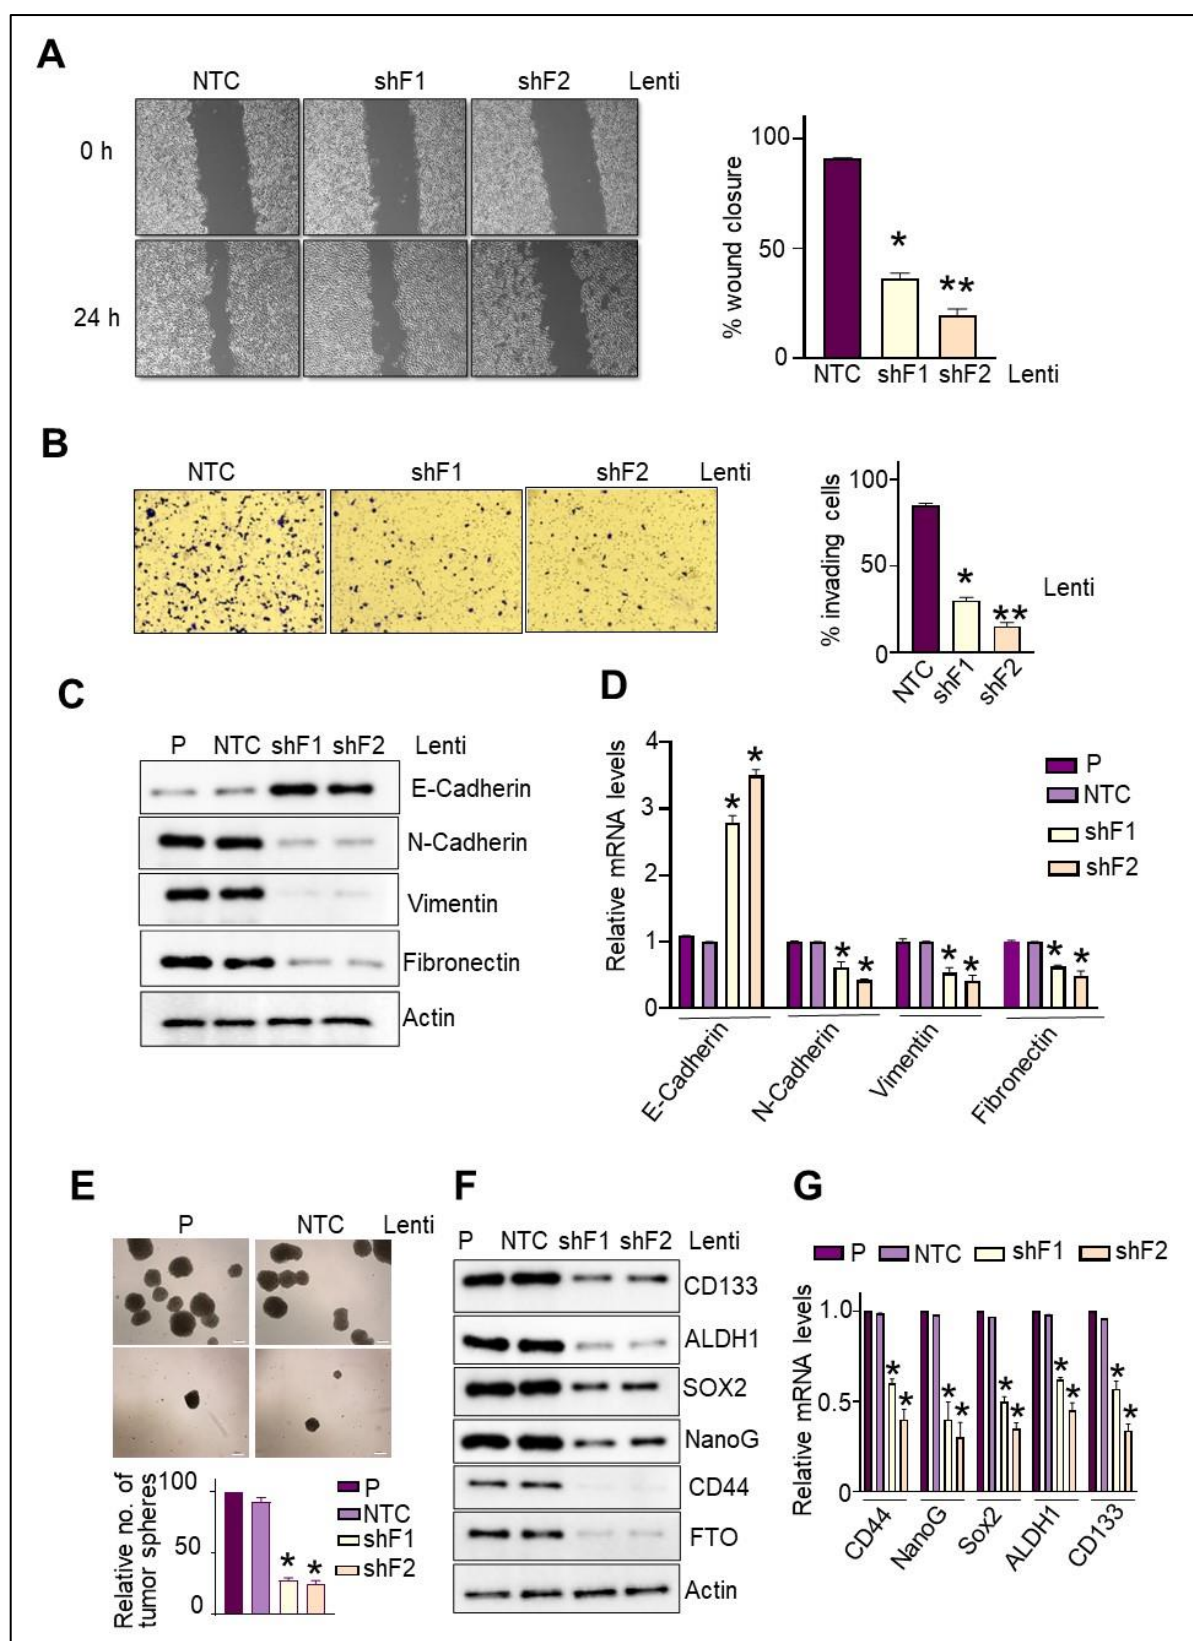 A
NTC shF1 shF2 Lenti
0 h
24 h
% wound closure
100
50
0
* **
NTC shF1 shF2 Lenti
B
NTC shF1 shF2 Lenti
% invading cells
100
50
0
* **
Lenti
NTC shF1 shF2
C
P NTC shF1 shF2 Lenti
E-Cadherin
N-Cadherin
Vimentin
Fibronectin
Actin
D
Relative mRNA levels
4
3
2
1
0
* * * * * * * *
P
NTC
shF1
shF2
E-Cadherin N-Cadherin Vimentin Fibronectin
E
P NTC Lenti
Relative no. of
tumor spheres
100
50
0
* *
P
NTC
shF1
shF2
F
P NTC shF1 shF2 Lenti
CD133
ALDH1
SOX2
NanoG
CD44
FTO
Actin
G
P NTC shF1 shF2
Relative mRNA levels
1.0
0.5
0
* * * * * * * * * *
CD44 NanoG Sox2 ALDH1 CD133